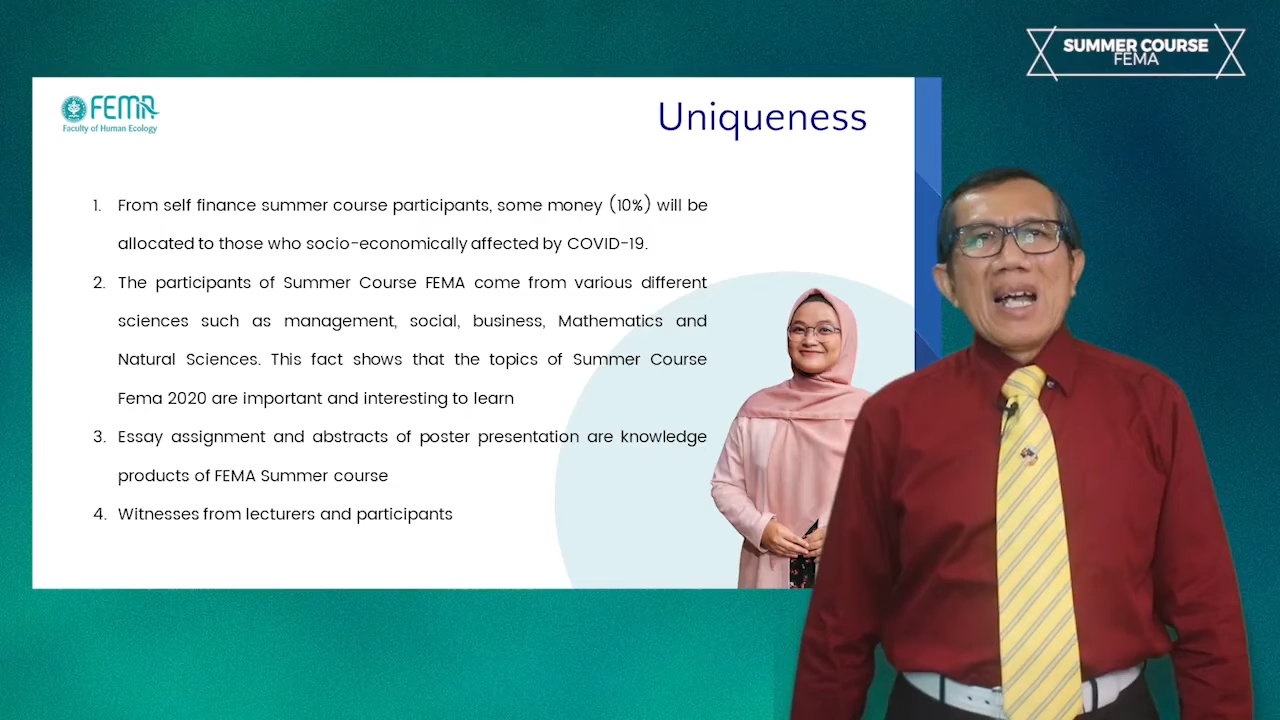 SUMMER COURSE
FEMA
FEMA
Faculty of Human Ecology
Uniqueness
1. From self finance summer course participants, some money (10%) will be
allocated to those who socio-economically affected by COVID-19.
2. The participants of Summer Course FEMA come from various different
sciences such as management, social, business, Mathematics and
Natural Sciences. This fact shows that the topics of Summer Course
Fema 2020 are important and interesting to learn
3. Essay assignment and abstracts of poster presentation are knowledge
products of FEMA Summer course
4. Witnesses from lecturers and participants